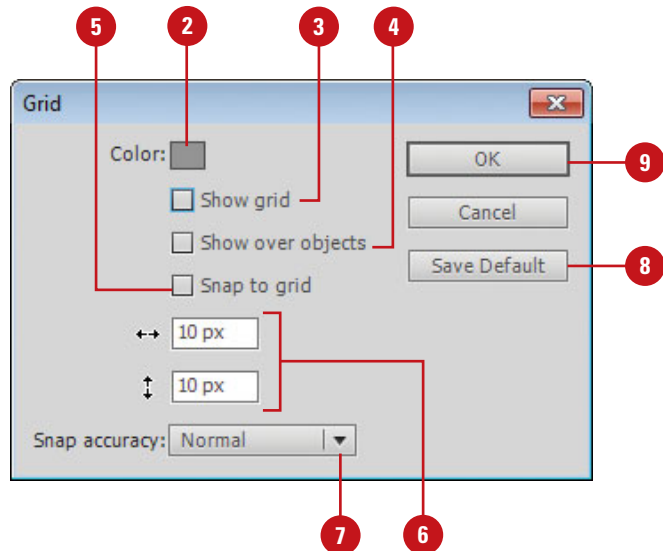 5 2 3 4
Grid
Color:
OK 9
Show grid
Cancel
Show over objects
Save Default 8
Snap to grid
10 px
10 px
Snap accuracy: Normal
7 6